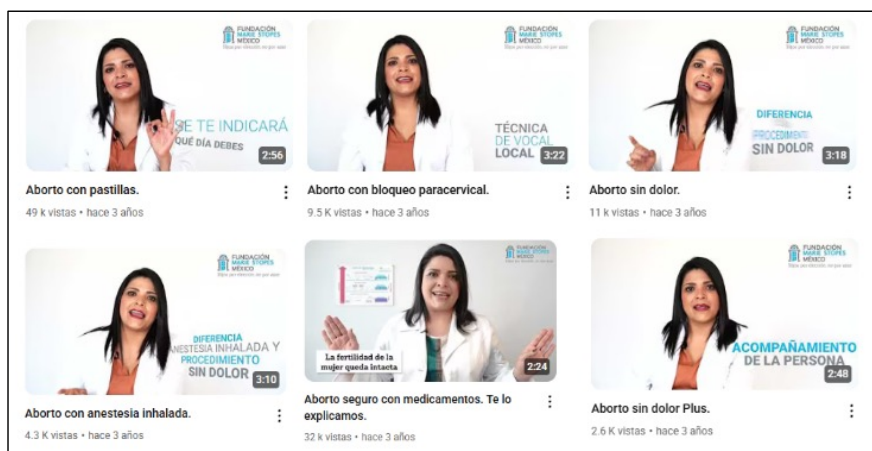 FUNDACIÓN
MARIE STOPES
MÉXICO
SE TE INDICARÁ
QUÉ DÍA DEBES
2:56
Aborto con pastillas.
49 k vistas • hace 3 años
FUNDACIÓN
MARIE STOPES
MÉXICO
TÉCNICA
DE VOCAL
LOCAL
3:22
Aborto con bloqueo paracervical.
9.5 K vistas • hace 3 años
FUNDACIÓN
MARIE STOPES
MÉXICO
DIFERENCIA
PROCEDIMIENTO
SIN DOLOR
3:18
Aborto sin dolor.
11 k vistas • hace 3 años
FUNDACIÓN
MARIE STOPES
MÉXICO
DIFERENCIA
ANESTESIA INHALADA Y
PROCEDIMIENTO
SIN DOLOR
3:10
Aborto con anestesia inhalada.
4.3 K vistas • hace 3 años
FUNDACIÓN
MARIE STOPES
MÉXICO
La fertilidad de la
mujer queda intacta
2:24
Aborto seguro con medicamentos. Te lo
explicamos.
32 k vistas • hace 3 años
FUNDACIÓN
MARIE STOPES
MÉXICO
ACOMPAÑAMIENTO
DE LA PERSONA
2:48
Aborto sin dolor Plus.
2.6 K vistas • hace 3 años